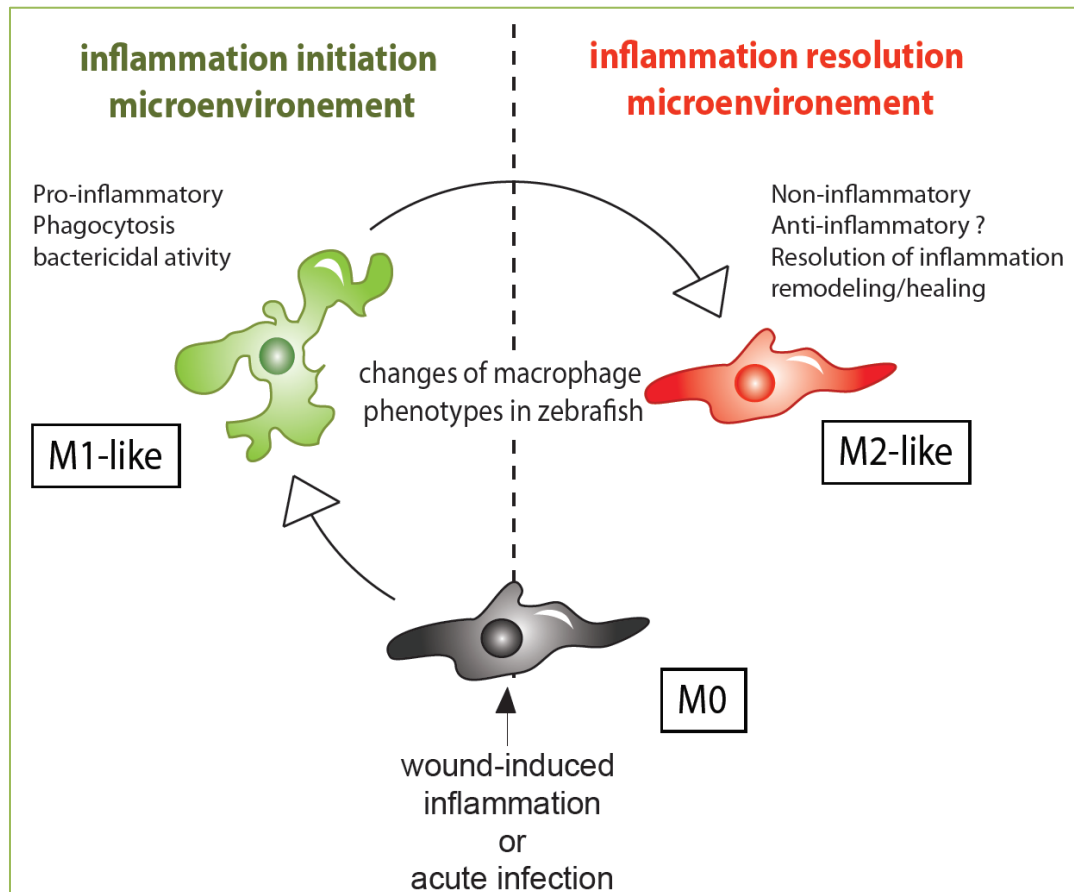 inflammation initiation
microenvironement
inflammation resolution
microenvironement
Pro-inflammatory
Phagocytosis
bactericidal ativity
Non-inflammatory
Anti-inflammatory ?
Resolution of inflammation
remodeling/healing
changes of macrophage
phenotypes in zebrafish
M1-like
M2-like
M0
wound-induced
inflammation
or
acute infection